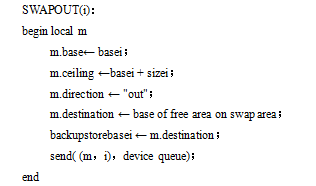 SWAPOUT(i)：
begin local m
m.base← basei；
m.ceiling ←basei + sizei；
m.direction ← "out"；
m.destination ← base of free area on swap area；
backupstorebasei ← m.destination；
send( (m，i)，device queue)；
end